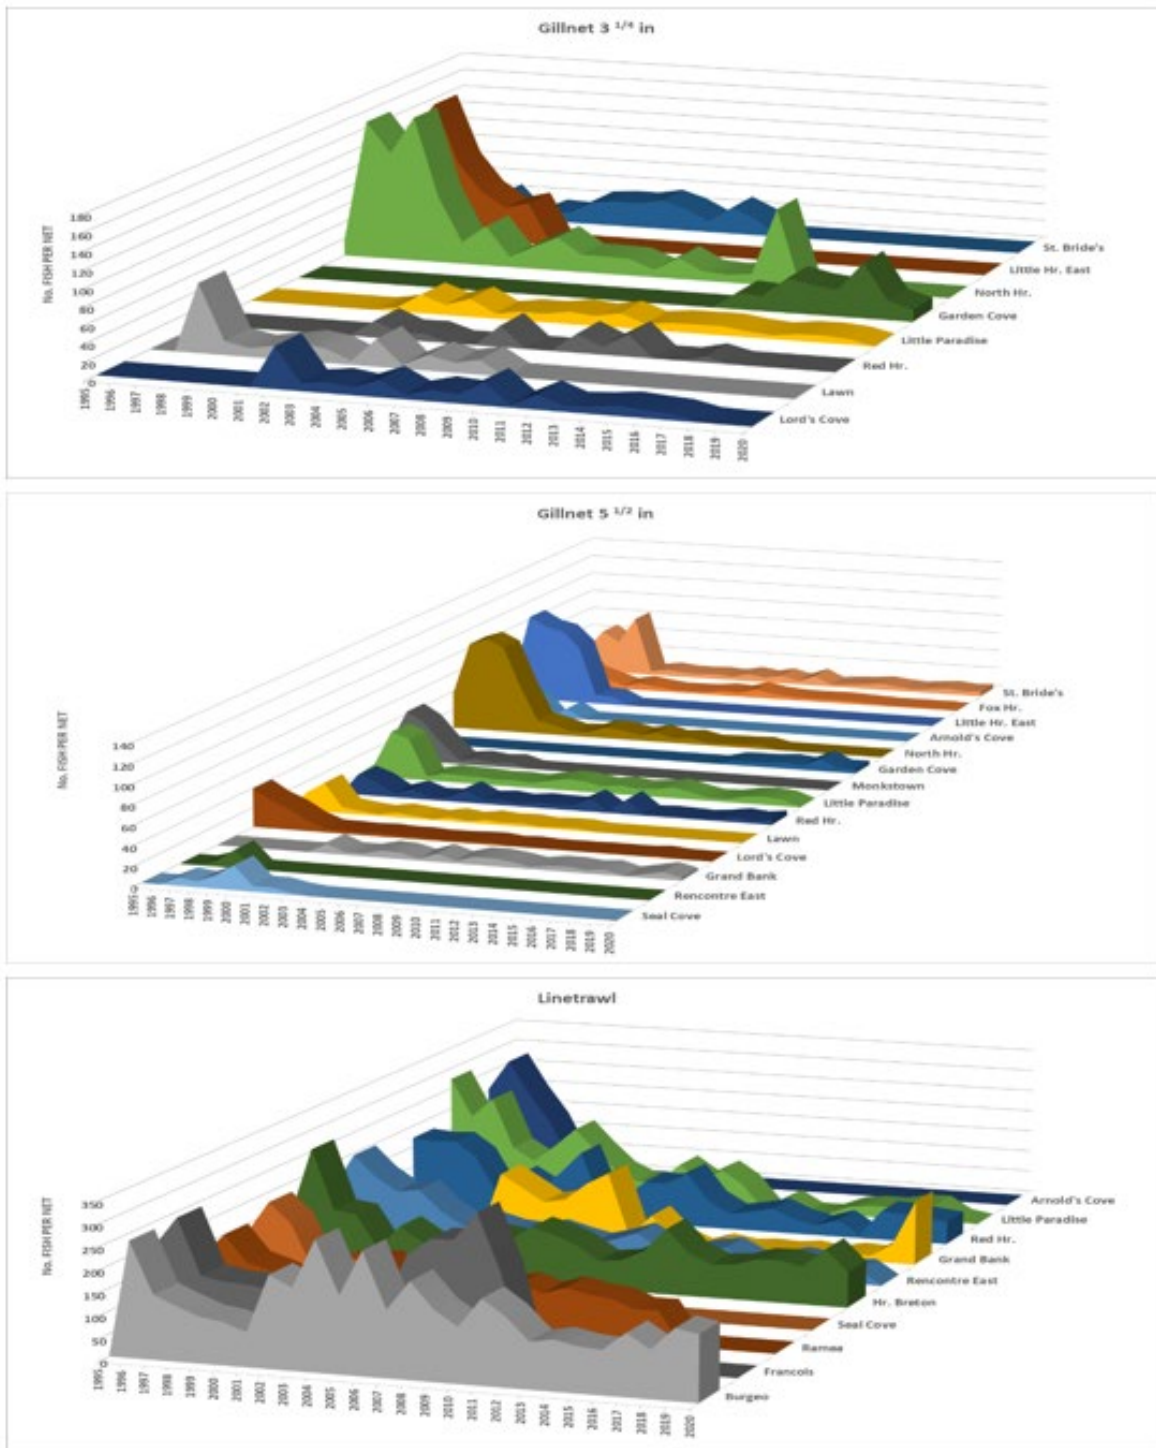 Gillnet 3 1/4 in
No. FISH PER NET
180
160
140
120
100
80
60
40
20
0
1995
1996
1997
1998
1999
2000
2001
2002
2003
2004
2005
2006
2007
2008
2009
2010
2011
2012
2013
2014
2015
2016
2017
2018
2019
2020
St. Bride's
Little Hr. East
North Hr.
Garden Cove
Little Paradise
Red Hr.
Lawn
Lord's Cove
Gillnet 5 1/2 in
No. FISH PER NET
140
120
100
80
60
40
20
0
1995
1996
1997
1998
1999
2000
2001
2002
2003
2004
2005
2006
2007
2008
2009
2010
2011
2012
2013
2014
2015
2016
2017
2018
2019
2020
St. Bride's
Fox Hr.
Little Hr. East
Arnold's Cove
North Hr.
Garden Cove
Monkstown
Little Paradise
Red Hr.
Lawn
Lord's Cove
Grand Bank
Rencontre East
Seal Cove
Linetrawl
No. FISH PER NET
350
300
250
200
150
100
50
0
1995
1996
1997
1998
1999
2000
2001
2002
2003
2004
2005
2006
2007
2008
2009
2010
2011
2012
2013
2014
2015
2016
2017
2018
2019
2020
Arnold's Cove
Little Paradise
Red Hr.
Grand Bank
Rencontre East
Hr. Breton
Seal Cove
Ramea
Francois
Burgeo